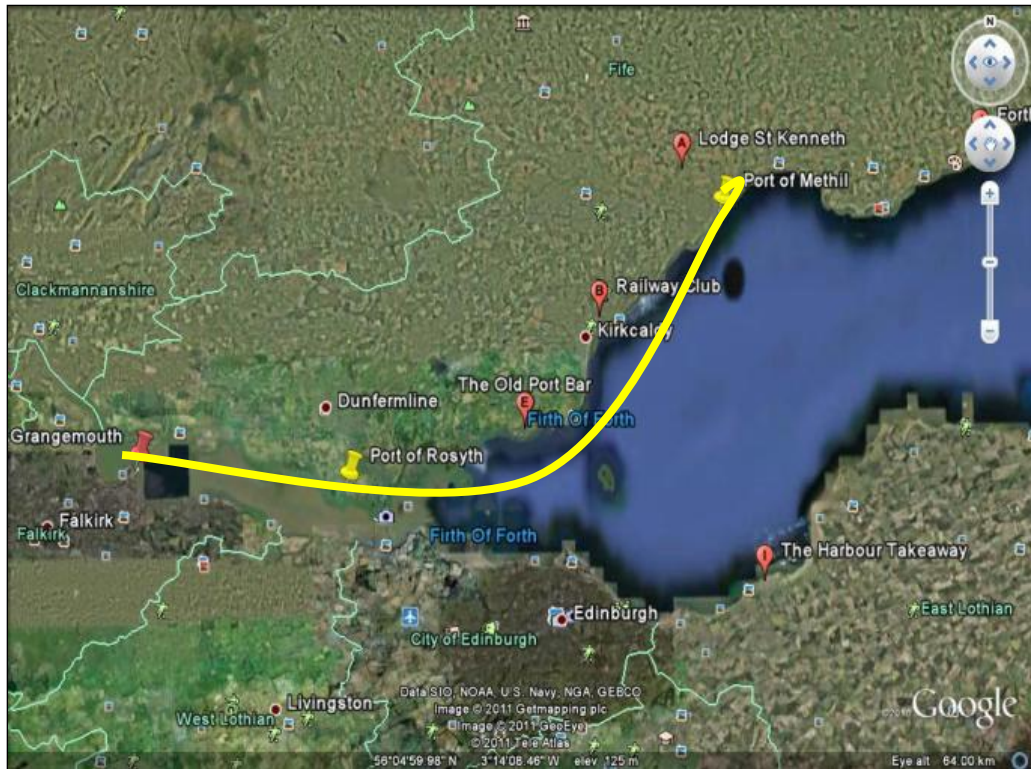 N
Fife
Forth
A
Lodge St Kenneth
Port of Methil
Clackmannanshire
B
Railway Club
Kirkcaldy
The Old Port Bar
Dunfermline
E
Firth Of Forth
Grangemouth
Port of Rosyth
Falkirk
Falkirk
Firth Of Forth
The Harbour Takeaway
Edinburgh
East Lothian
City of Edinburgh
Livingston
West Lothian
Data SIO, NOAA, U.S. Navy, NGA, GEBCO
Image © 2011 Getmapping plc
Image © 2011 GeoEye
© 2011 Tele Atlas
Google
56°04'59.98" N 3°14'08.46" W elev 125 m
Eye alt 64.00 km